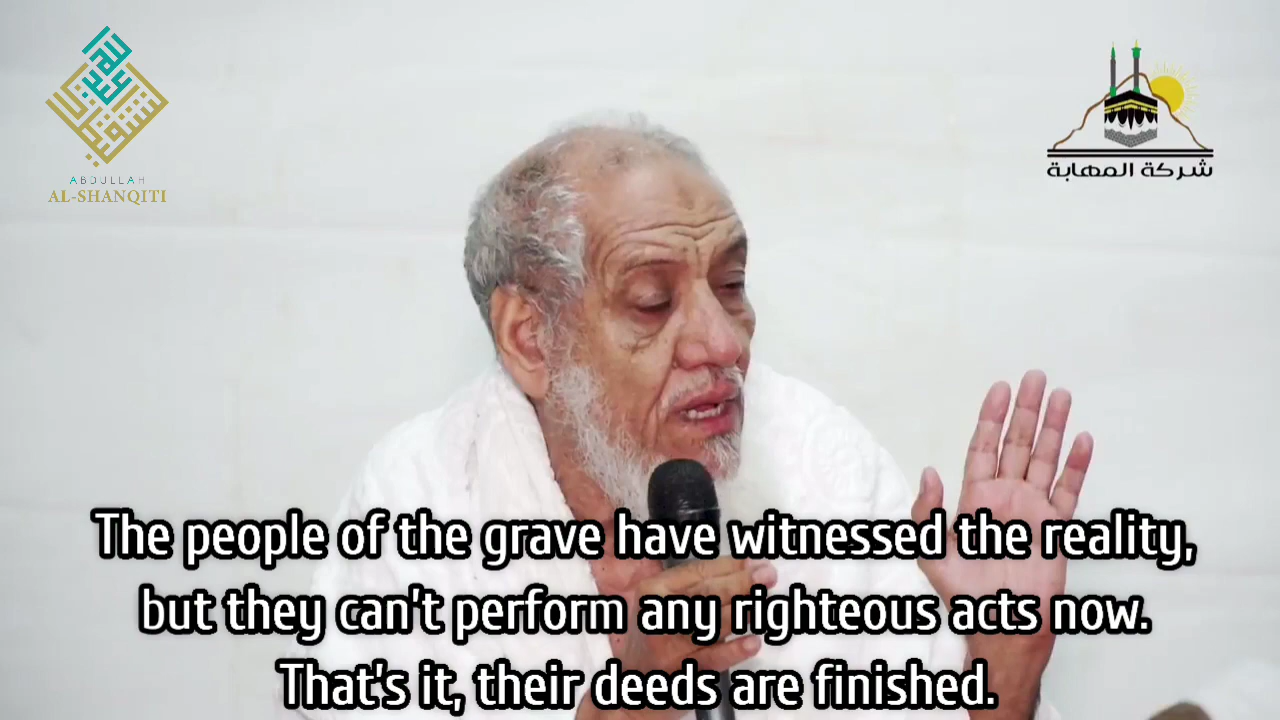 ABDULLAH
AL-SHANQITI
شركة المهابة
The people of the grave have witnessed the reality,
but they can't perform any righteous acts now.
That's it, their deeds are finished.